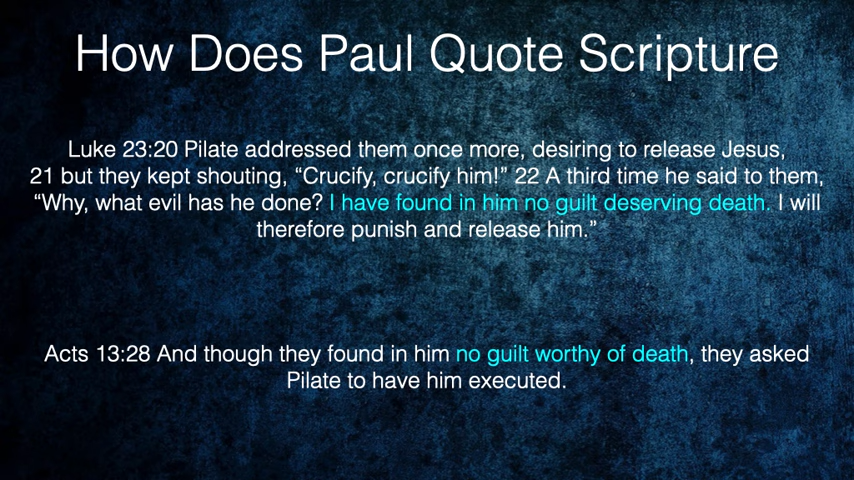 How Does Paul Quote Scripture
Luke 23:20 Pilate addressed them once more, desiring to release Jesus,
21 but they kept shouting, “Crucify, crucify him!” 22 A third time he said to them,
“Why, what evil has he done? I have found in him no guilt deserving death. I will
therefore punish and release him.”
Acts 13:28 And though they found in him no guilt worthy of death, they asked
Pilate to have him executed.